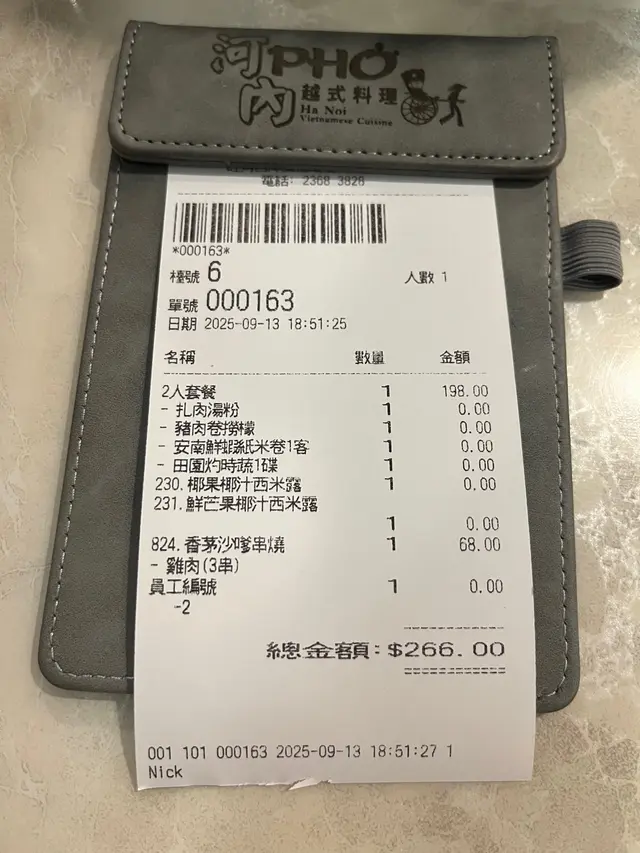 河內 PHO
越式料理
Ha Noi
Vietnamese Cuisine
電話: 2368 3828
*000163*
檯號 6 人數 1
單號 000163
日期 2025-09-13 18:51:25
名稱 數量 金額
2人套餐 1 198.00
- 扎肉湯粉 1 0.00
- 豬肉卷撈檬 1 0.00
- 安南鮮蝦紙米卷1客 1 0.00
- 田園灼時蔬1碟 1 0.00
230. 椰果椰汁西米露 1 0.00
231. 鮮芒果椰汁西米露
1 0.00
824. 香茅沙嗲串燒 1 68.00
- 雞肉(3串)
員工編號 1 0.00
-2
總金額: $266.00
001 101 000163 2025-09-13 18:51:27 1
Nick